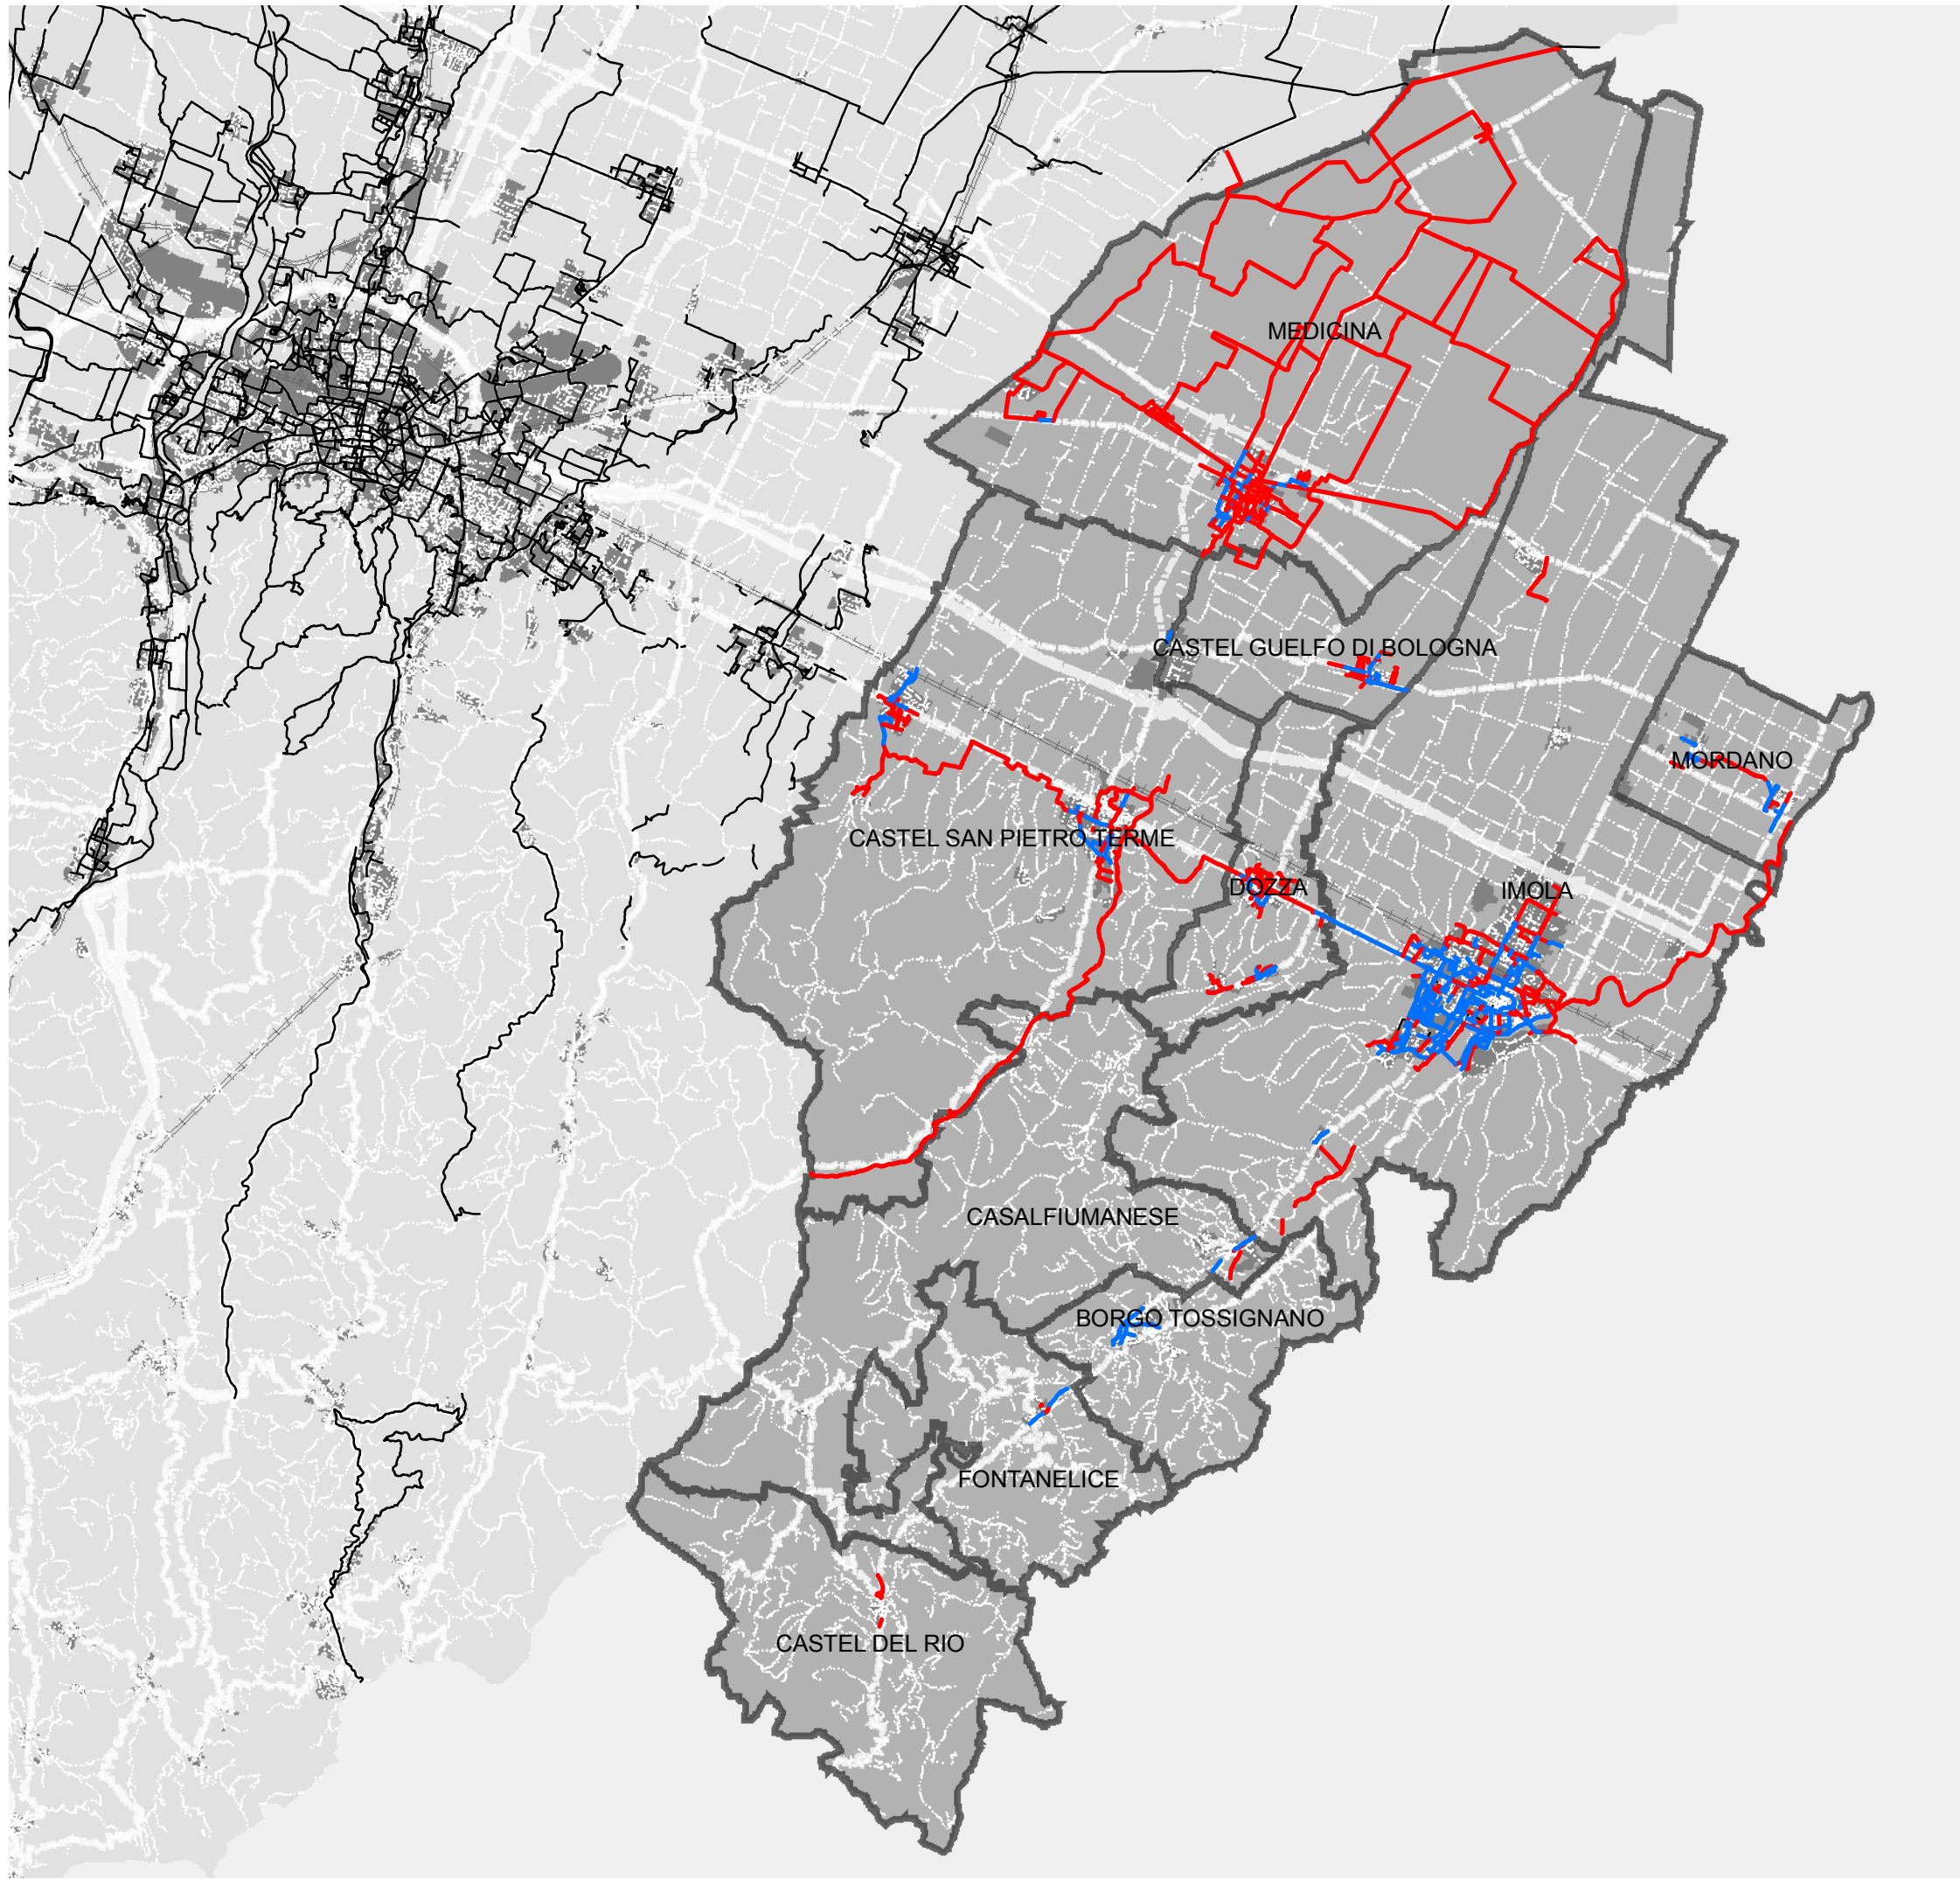 MEDICINA
CASTEL GUELFO DI BOLOGNA
MORDANO
CASTEL SAN PIETRO TERME
DOZZA
IMOLA
CASALFIUMANESE
BORGO TOSSIGNANO
FONTANELICE
CASTEL DEL RIO